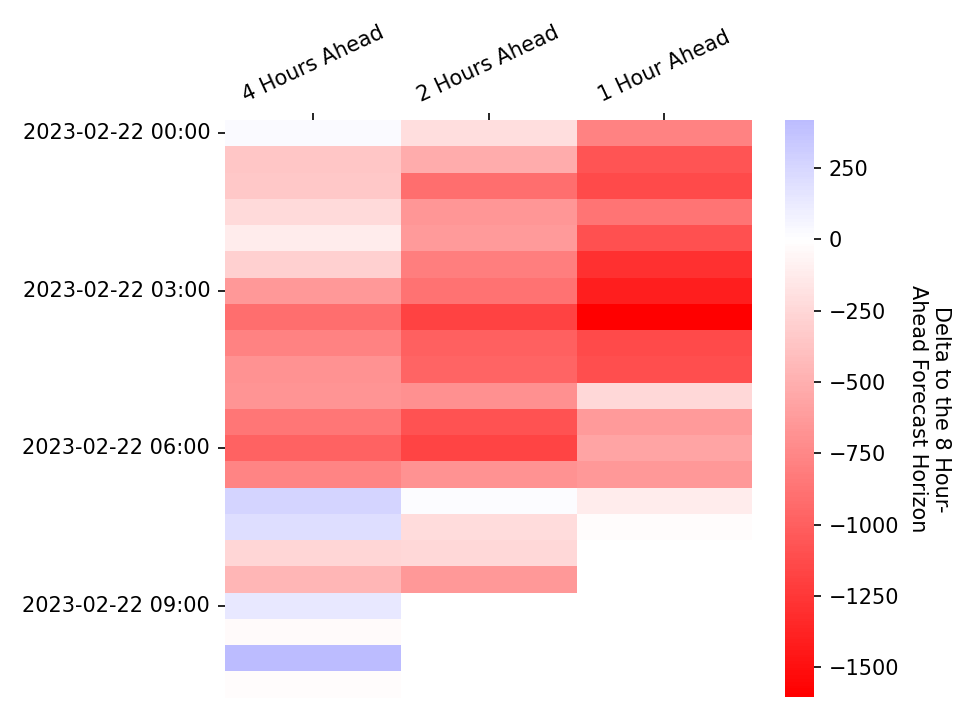 4 Hours Ahead
2 Hours Ahead
1 Hour Ahead
2023-02-22 00:00
2023-02-22 03:00
2023-02-22 06:00
2023-02-22 09:00
250
0
−250
−500
−750
−1000
−1250
−1500
Delta to the 8 Hour-
Ahead Forecast Horizon